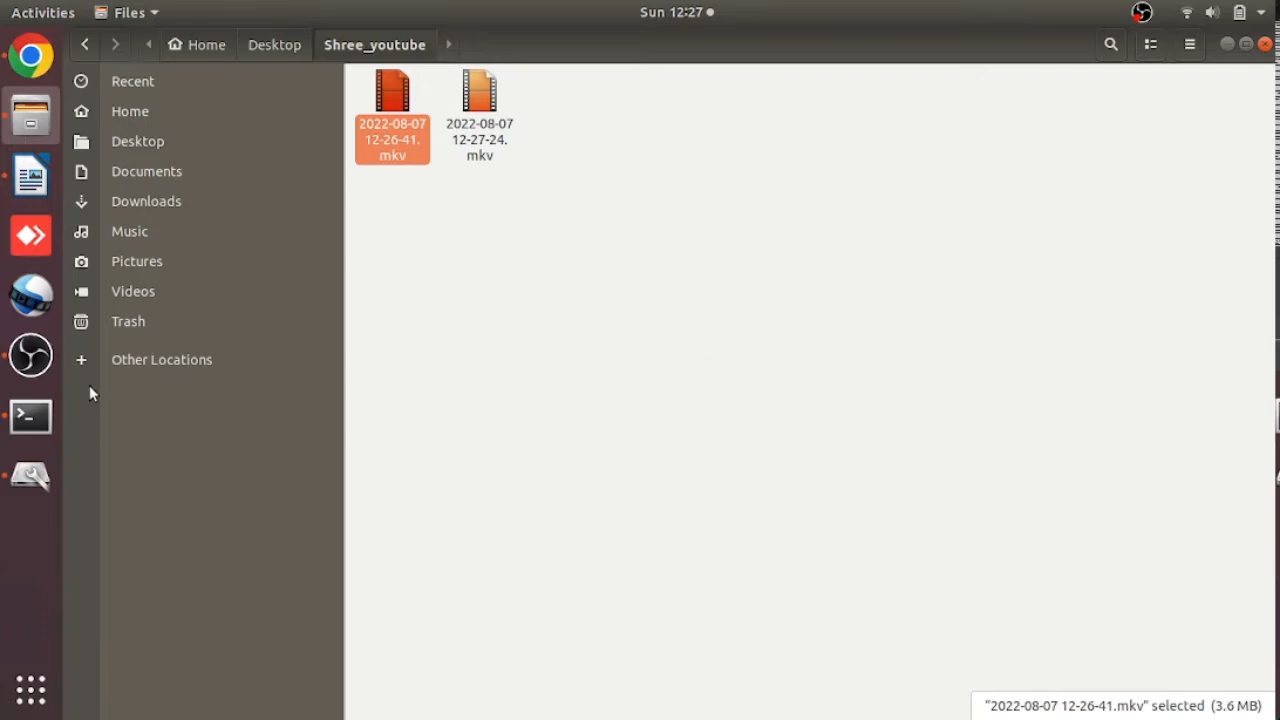 Activities
Files
Sun 12:27
Home
Desktop
Shree_youtube
Recent
Home
Desktop
Documents
Downloads
Music
Pictures
Videos
Trash
Other Locations
2022-08-07
12-26-41.
mkv
2022-08-07
12-27-24.
mkv
"2022-08-07 12-26-41.mkv" selected (3.6 MB)